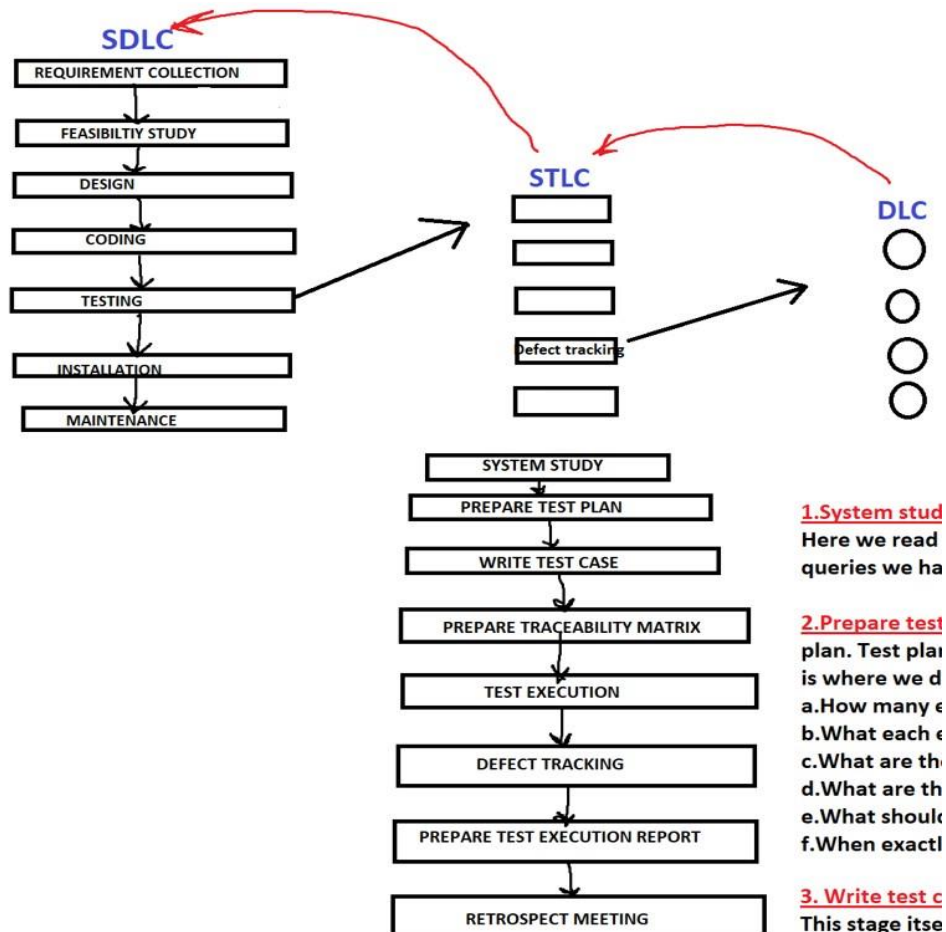 SDLC
REQUIREMENT COLLECTION
FEASIBILTIY STUDY
DESIGN
CODING
TESTING
INSTALLATION
MAINTENANCE
STLC
Defect tracking
DLC
SYSTEM STUDY
PREPARE TEST PLAN
WRITE TEST CASE
PREPARE TRACEABILITY MATRIX
TEST EXECUTION
DEFECT TRACKING
PREPARE TEST EXECUTION REPORT
RETROSPECT MEETING
1.System stud
Here we read
queries we ha
2.Prepare test
plan. Test plan
is where we d
a.How many e
b.What each e
c.What are the
d.What are th
e.What should
f.When exactl
3. Write test c
This stage itse